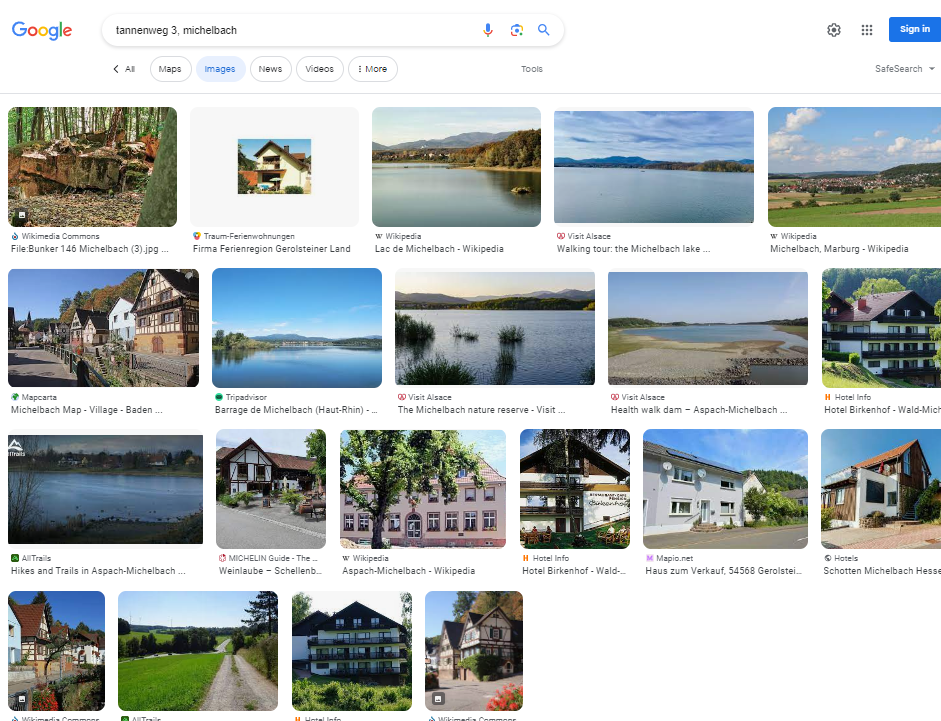 Google
tannenweg 3, michelbach
Sign in
All
Maps
Images
News
Videos
More
Tools
SafeSearch
Wikimedia Commons
File:Bunker 146 Michelbach (3).jpg ...
Traum-Ferienwohnungen
Firma Ferienregion Gerolsteiner Land
Wikipedia
Lac de Michelbach - Wikipedia
Visit Alsace
Walking tour: the Michelbach lake ...
Wikipedia
Michelbach, Marburg - Wikipedia
Mapcarta
Michelbach Map - Village - Baden ...
Tripadvisor
Barrage de Michelbach (Haut-Rhin) - ...
Visit Alsace
The Michelbach nature reserve - Visit ...
Visit Alsace
Health walk dam – Aspach-Michelbach ...
Hotel Info
Hotel Birkenhof - Wald-Mich
AllTrails
Hikes and Trails in Aspach-Michelbach ...
MICHELIN Guide - The ...
Weinlaube – Schellenb...
Wikipedia
Aspach-Michelbach - Wikipedia
Hotel Info
Hotel Birkenhof - Wald-...
Mapio.net
Haus zum Verkauf, 54568 Gerolstei...
Hotels
Schotten Michelbach Hesse
Wikimedia Commons
AllTrails
Hotel Info
Wikimedia Commons